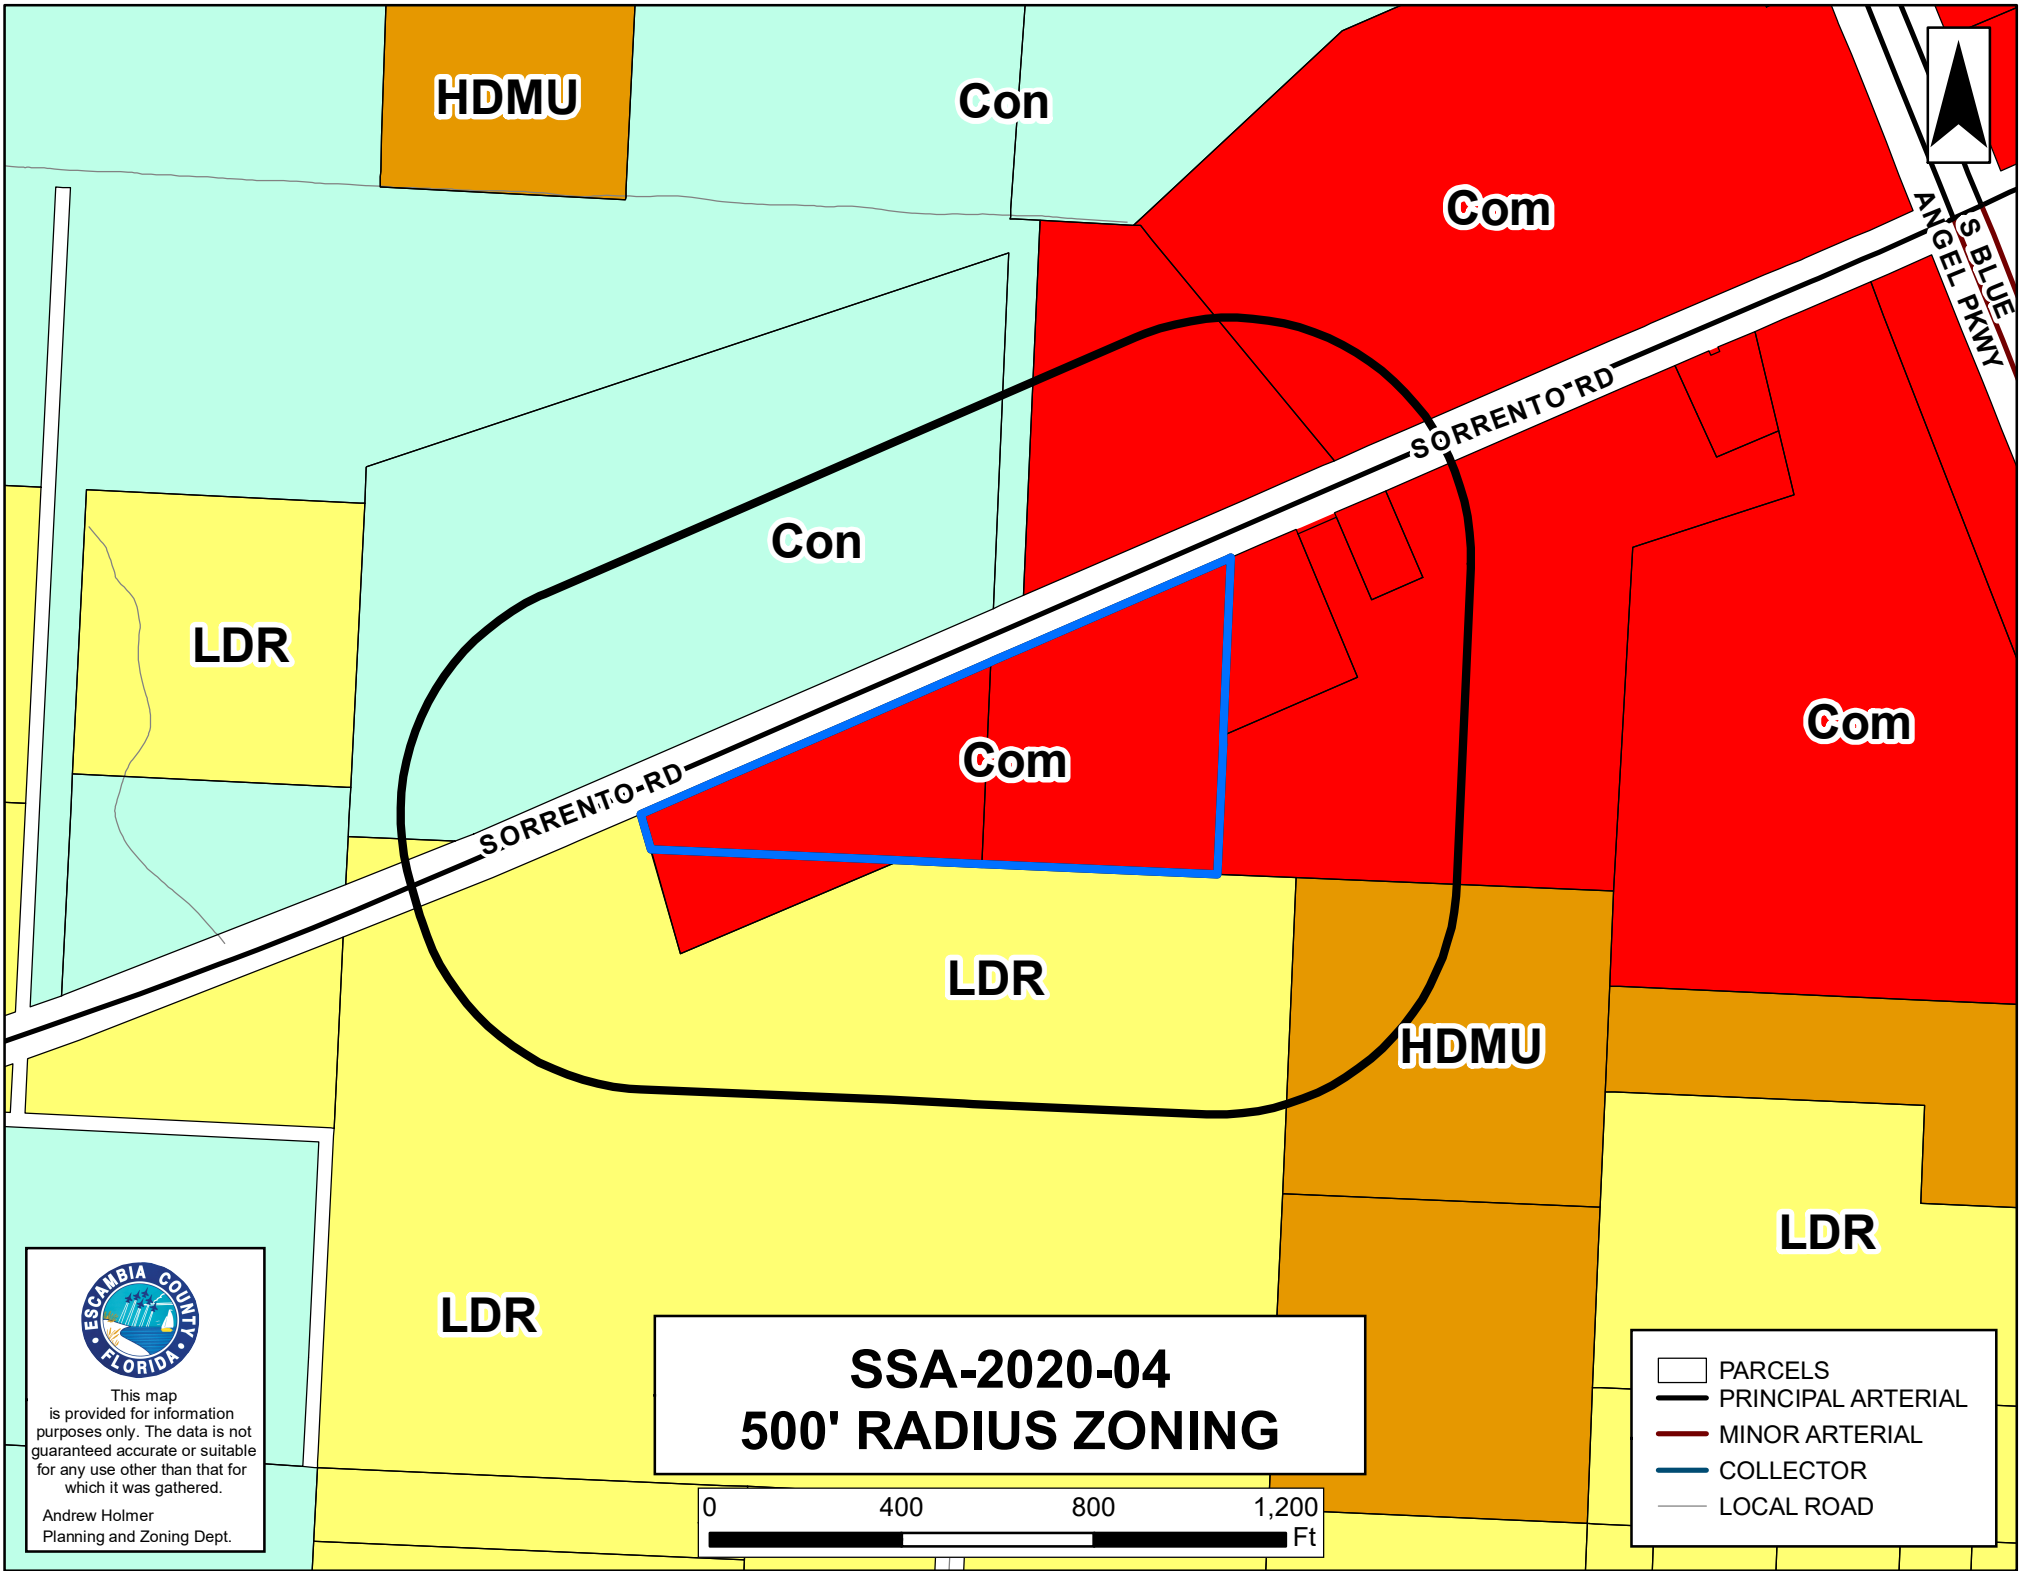 HDMU
Con
Com
S BLUE
ANGEL PKWY
SORRENTO RD
Con
LDR
Com
Com
SORRENTO RD
LDR
HDMU
LDR
LDR
ESCAMBIA COUNTY
FLORIDA
This map
is provided for information
purposes only. The data is not
guaranteed accurate or suitable
for any use other than that for
which it was gathered.
Andrew Holmer
Planning and Zoning Dept.
SSA-2020-04
500' RADIUS ZONING
0 400 800 1,200
Ft
PARCELS
PRINCIPAL ARTERIAL
MINOR ARTERIAL
COLLECTOR
LOCAL ROAD